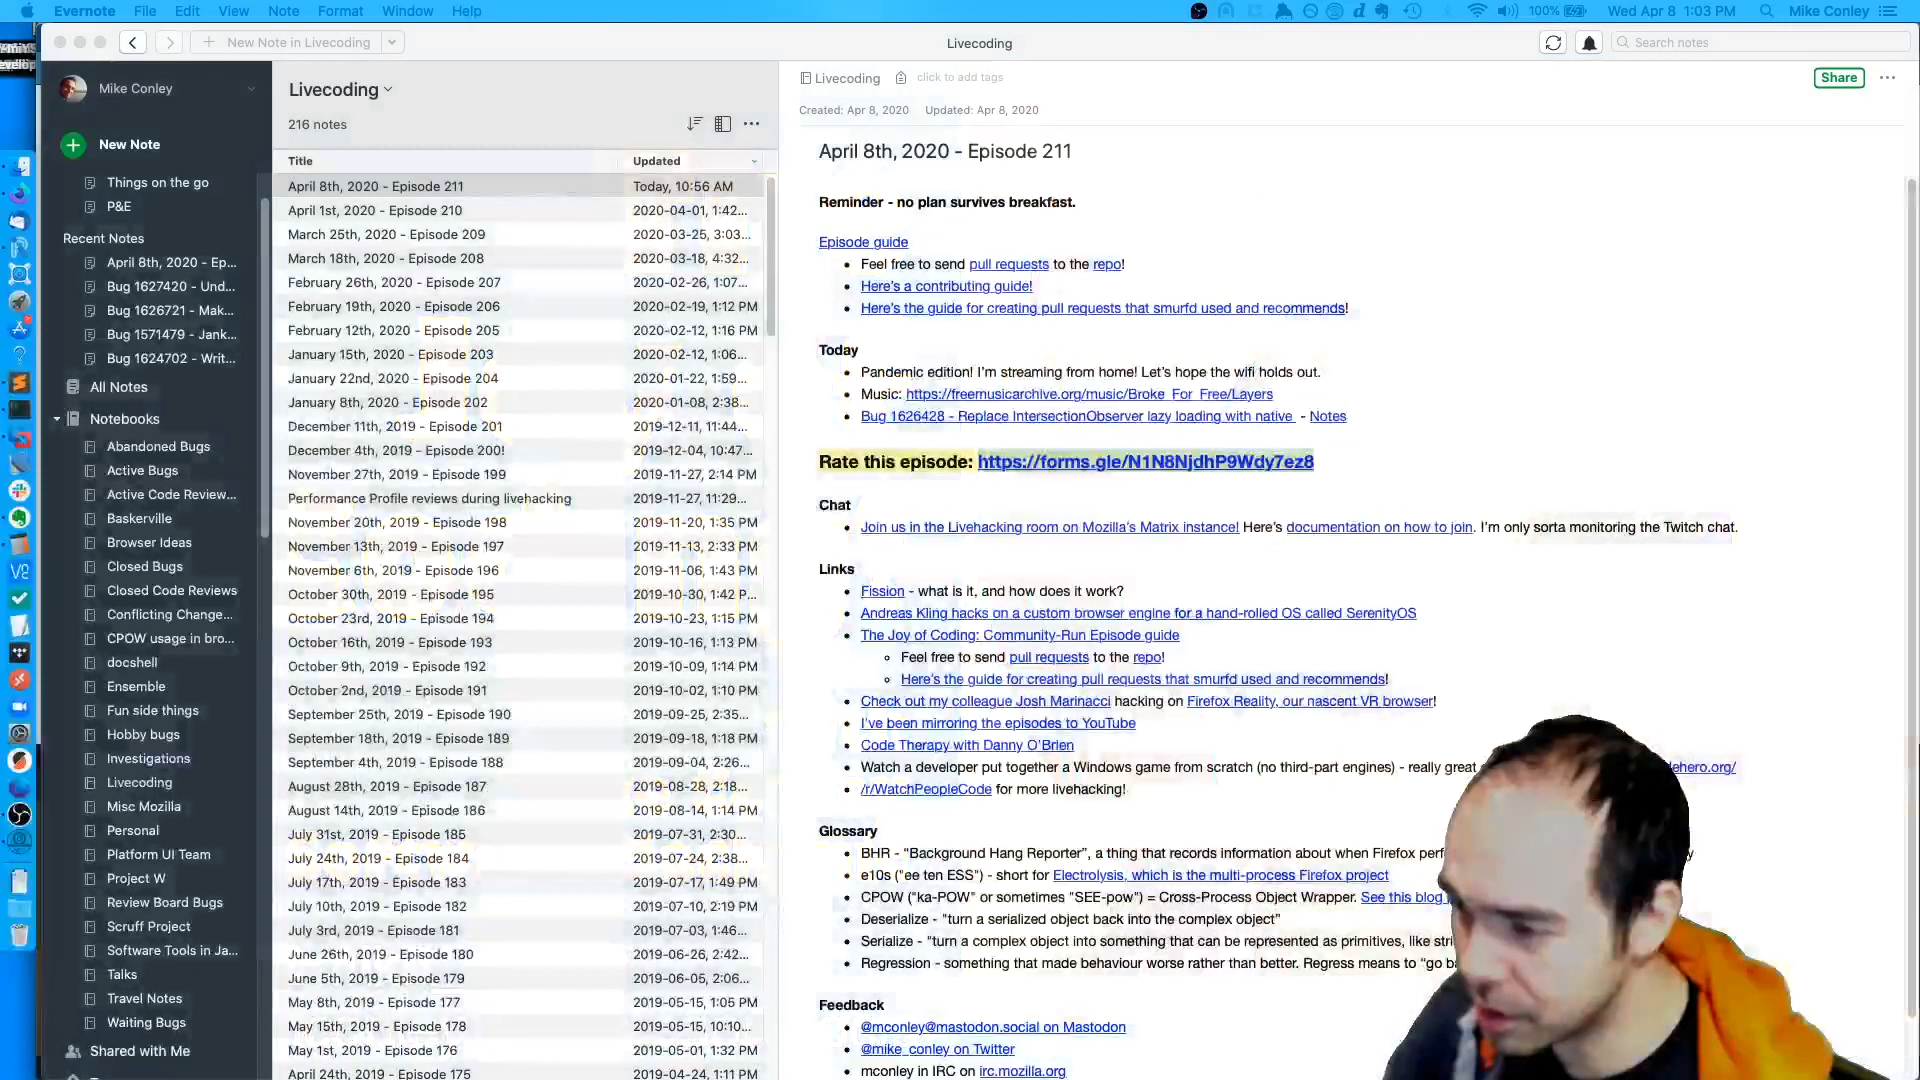 Evernote File Edit View Note Format Window Help
100% Wed Apr 8 1:03 PM Mike Conley
New Note in Livecoding
Livecoding
Search notes
Mike Conley
New Note
Things on the go
P&E
Recent Notes
April 8th, 2020 - Ep...
Bug 1627420 - Und...
Bug 1626721 - Mak...
Bug 1571479 - Jank...
Bug 1624702 - Writ...
All Notes
Notebooks
Abandoned Bugs
Active Bugs
Active Code Review...
Baskerville
Browser Ideas
Closed Bugs
Closed Code Reviews
Conflicting Change...
CPOW usage in bro...
docshell
Ensemble
Fun side things
Hobby bugs
Investigations
Livecoding
Misc Mozilla
Personal
Platform UI Team
Project W
Review Board Bugs
Scruff Project
Software Tools in Ja...
Talks
Travel Notes
Waiting Bugs
Shared with Me
Livecoding
216 notes
Title Updated
April 8th, 2020 - Episode 211 Today, 10:56 AM
April 1st, 2020 - Episode 210 2020-04-01, 1:42...
March 25th, 2020 - Episode 209 2020-03-25, 3:03...
March 18th, 2020 - Episode 208 2020-03-18, 4:32...
February 26th, 2020 - Episode 207 2020-02-26, 1:07...
February 19th, 2020 - Episode 206 2020-02-19, 1:12 PM
February 12th, 2020 - Episode 205 2020-02-12, 1:16 PM
January 15th, 2020 - Episode 203 2020-02-12, 1:06...
January 22nd, 2020 - Episode 204 2020-01-22, 1:59...
January 8th, 2020 - Episode 202 2020-01-08, 2:38...
December 11th, 2019 - Episode 201 2019-12-11, 11:44...
December 4th, 2019 - Episode 200! 2019-12-04, 10:47...
November 27th, 2019 - Episode 199 2019-11-27, 2:14 PM
Performance Profile reviews during livehacking 2019-11-27, 11:29...
November 20th, 2019 - Episode 198 2019-11-20, 1:35 PM
November 13th, 2019 - Episode 197 2019-11-13, 2:33 PM
November 6th, 2019 - Episode 196 2019-11-06, 1:43 PM
October 30th, 2019 - Episode 195 2019-10-30, 1:42 P...
October 23rd, 2019 - Episode 194 2019-10-23, 1:15 PM
October 16th, 2019 - Episode 193 2019-10-16, 1:13 PM
October 9th, 2019 - Episode 192 2019-10-09, 1:14 PM
October 2nd, 2019 - Episode 191 2019-10-02, 1:10 PM
September 25th, 2019 - Episode 190 2019-09-25, 2:35...
September 18th, 2019 - Episode 189 2019-09-18, 1:18 PM
September 4th, 2019 - Episode 188 2019-09-04, 2:26...
August 28th, 2019 - Episode 187 2019-08-28, 2:18...
August 14th, 2019 - Episode 186 2019-08-14, 1:14 PM
July 31st, 2019 - Episode 185 2019-07-31, 2:30...
July 24th, 2019 - Episode 184 2019-07-24, 2:38...
July 17th, 2019 - Episode 183 2019-07-17, 1:49 PM
July 10th, 2019 - Episode 182 2019-07-10, 2:19 PM
July 3rd, 2019 - Episode 181 2019-07-03, 1:46...
June 26th, 2019 - Episode 180 2019-06-26, 2:42...
June 5th, 2019 - Episode 179 2019-06-05, 2:06...
May 8th, 2019 - Episode 177 2019-05-15, 1:05 PM
May 15th, 2019 - Episode 178 2019-05-15, 10:10...
May 1st, 2019 - Episode 176 2019-05-01, 1:32 PM
April 24th, 2019 - Episode 175 2019-04-24, 1:11 PM
Livecoding click to add tags Share
Created: Apr 8, 2020 Updated: Apr 8, 2020
April 8th, 2020 - Episode 211
Reminder - no plan survives breakfast.
Episode guide
• Feel free to send pull requests to the repo!
• Here's a contributing guide!
• Here's the guide for creating pull requests that smurfd used and recommends!
Today
• Pandemic edition! I'm streaming from home! Let's hope the wifi holds out.
• Music: https://freemusicarchive.org/music/Broke_For_Free/Layers
• Bug 1626428 - Replace IntersectionObserver lazy loading with native - Notes
Rate this episode: https://forms.gle/N1N8NjdhP9Wdy7ez8
Chat
• Join us in the Livehacking room on Mozilla's Matrix instance! Here's documentation on how to join. I'm only sorta monitoring the Twitch chat.
Links
• Fission - what is it, and how does it work?
• Andreas Kling hacks on a custom browser engine for a hand-rolled OS called SerenityOS
• The Joy of Coding: Community-Run Episode guide
◦ Feel free to send pull requests to the repo!
◦ Here's the guide for creating pull requests that smurfd used and recommends!
• Check out my colleague Josh Marinacci hacking on Firefox Reality, our nascent VR browser!
• I've been mirroring the episodes to YouTube
• Code Therapy with Danny O'Brien
• Watch a developer put together a Windows game from scratch (no third-part engines) - really great ehero.org/
• /r/WatchPeopleCode for more livehacking!
Glossary
• BHR - "Background Hang Reporter", a thing that records information about when Firefox perf y
• e10s ("ee ten ESS") - short for Electrolysis, which is the multi-process Firefox project
• CPOW ("ka-POW" or sometimes "SEE-pow") = Cross-Process Object Wrapper. See this blog
• Deserialize - "turn a serialized object back into the complex object"
• Serialize - "turn a complex object into something that can be represented as primitives, like stri
• Regression - something that made behaviour worse rather than better. Regress means to "go ba
Feedback
• @mconley@mastodon.social on Mastodon
• @mike_conley on Twitter
• mconley in IRC on irc.mozilla.org